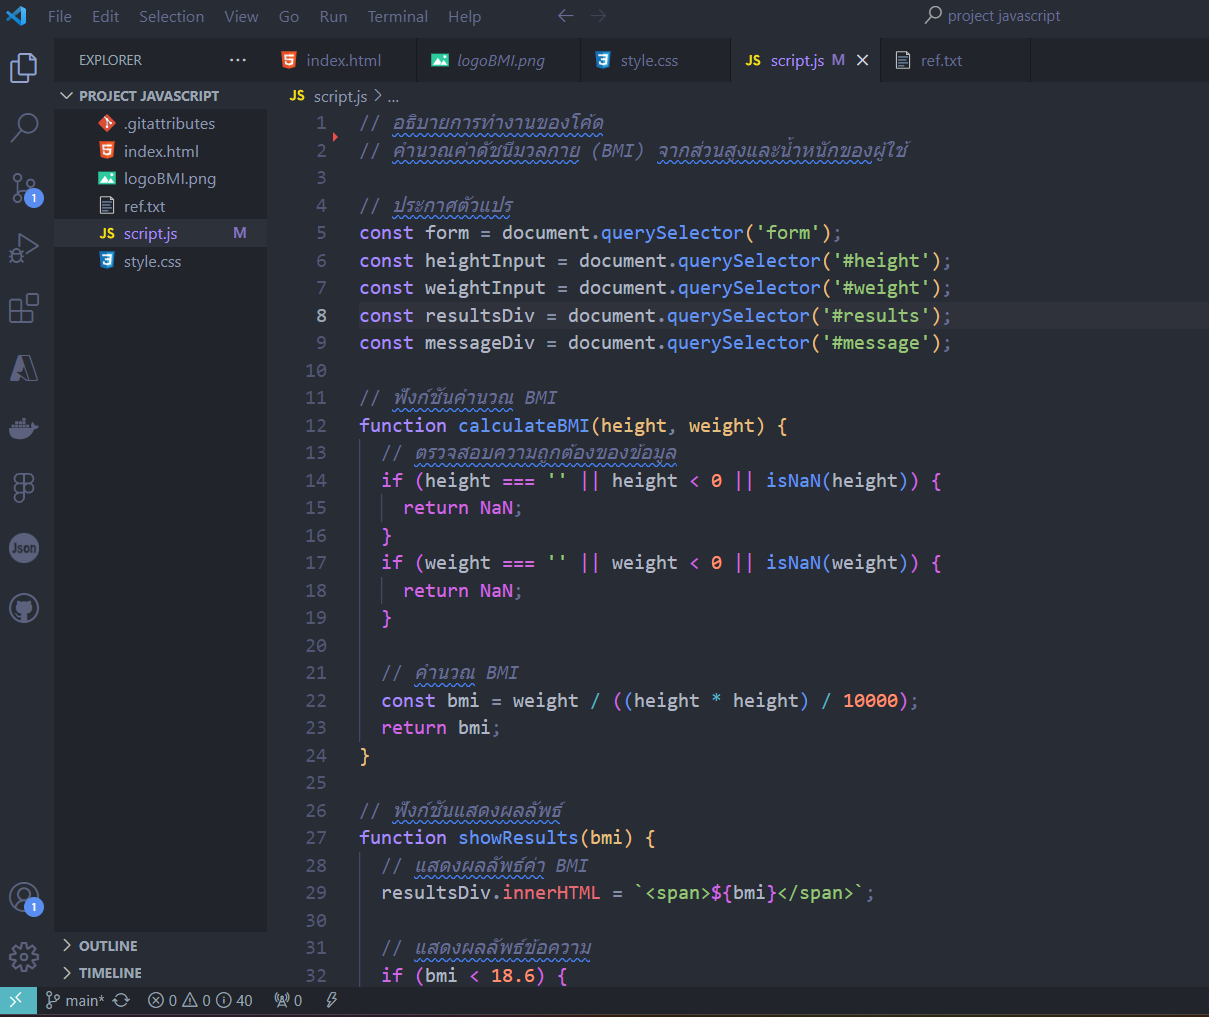 File Edit Selection View Go Run Terminal Help project javascript
EXPLORER ... index.html logoBMI.png style.css JS script.js M ref.txt
PROJECT JAVASCRIPT
.gitattributes
index.html
logoBMI.png
ref.txt
JS script.js M
style.css
JS script.js > ...
1 // อธิบายการทำงานของโค้ด
2 // คำนวณค่าดัชนีมวลกาย (BMI) จากส่วนสูงและน้ำหนักของผู้ใช้
3
4 // ประกาศตัวแปร
5 const form = document.querySelector('form');
6 const heightInput = document.querySelector('#height');
7 const weightInput = document.querySelector('#weight');
8 const resultsDiv = document.querySelector('#results');
9 const messageDiv = document.querySelector('#message');
10
11 // ฟังก์ชันคำนวณ BMI
12 function calculateBMI(height, weight) {
13 // ตรวจสอบความถูกต้องของข้อมูล
14 if (height === '' || height < 0 || isNaN(height)) {
15 return NaN;
16 }
17 if (weight === '' || weight < 0 || isNaN(weight)) {
18 return NaN;
19 }
20
21 // คำนวณ BMI
22 const bmi = weight / ((height * height) / 10000);
23 return bmi;
24 }
25
26 // ฟังก์ชันแสดงผลลัพธ์
27 function showResults(bmi) {
28 // แสดงผลลัพธ์ค่า BMI
29 resultsDiv.innerHTML = `<span>${bmi}</span>`;
30
31 // แสดงผลลัพธ์ข้อความ
32 if (bmi < 18.6) {
1
Json
1
OUTLINE
TIMELINE
main* 0 0 40 0